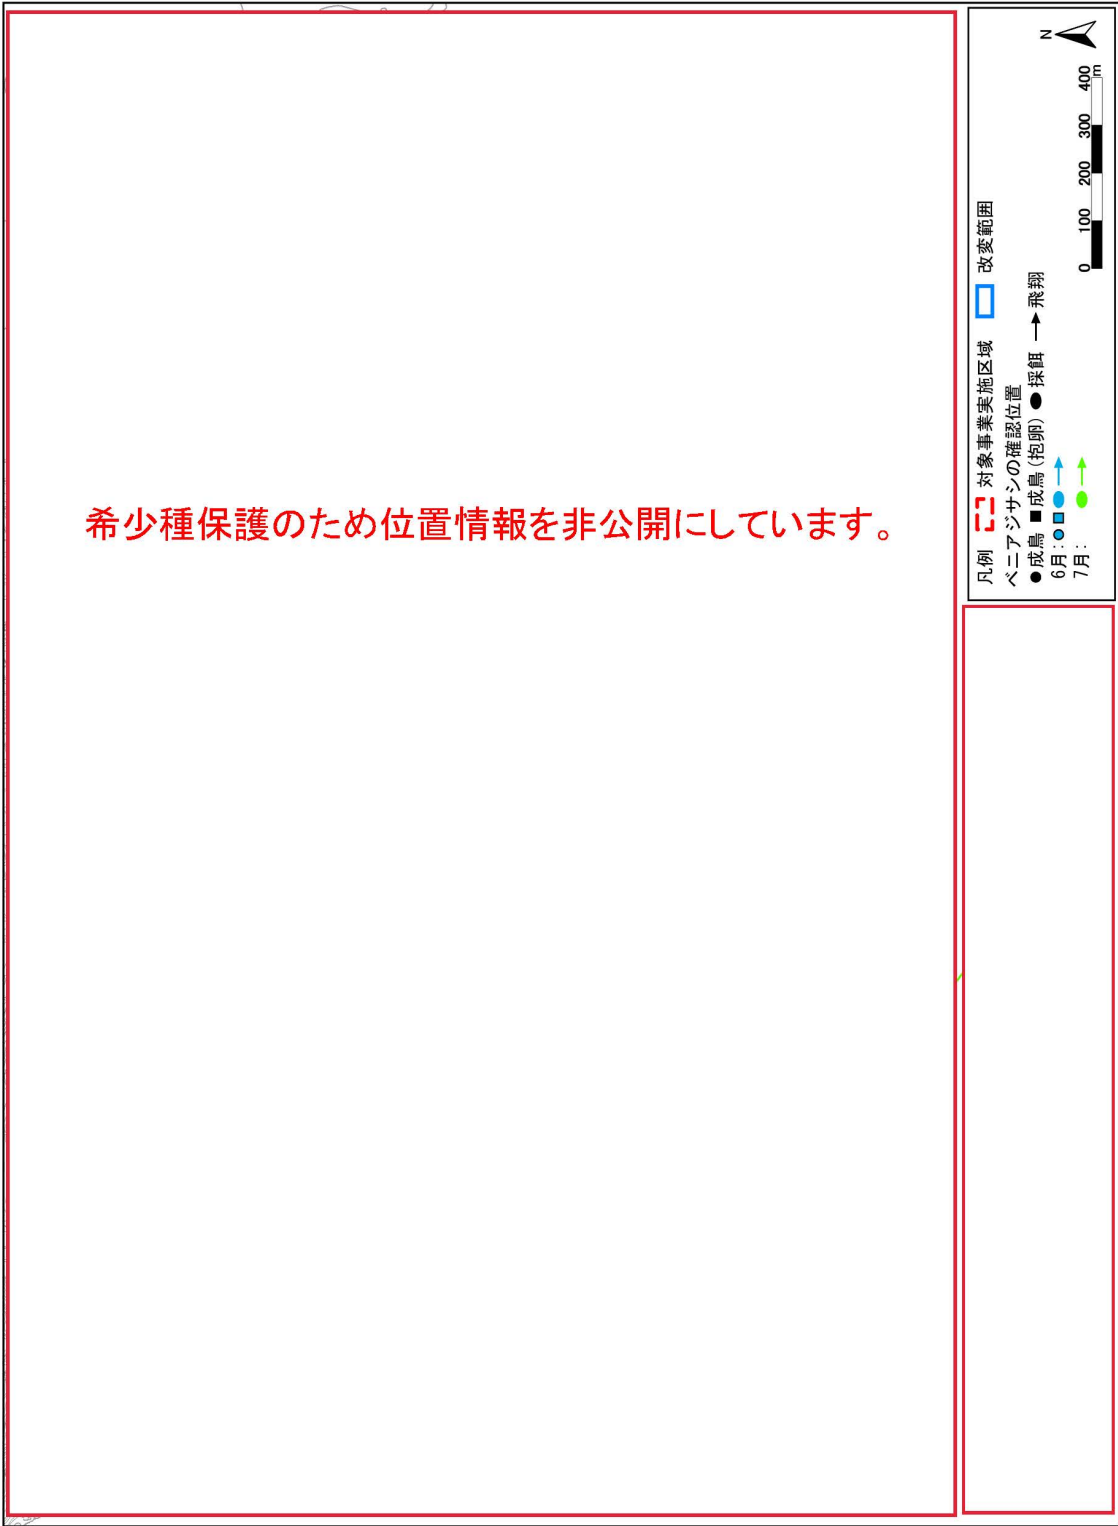 希少種保護のため位置情報を非公開にしています。
凡例 対象事業実施区域 改変範囲
ベニアジサシの確認位置
●成鳥 ■成鳥(抱卵) ●採餌 →飛翔
6月:●■●→
7月: ●→
0 100 200 300 400
m
N